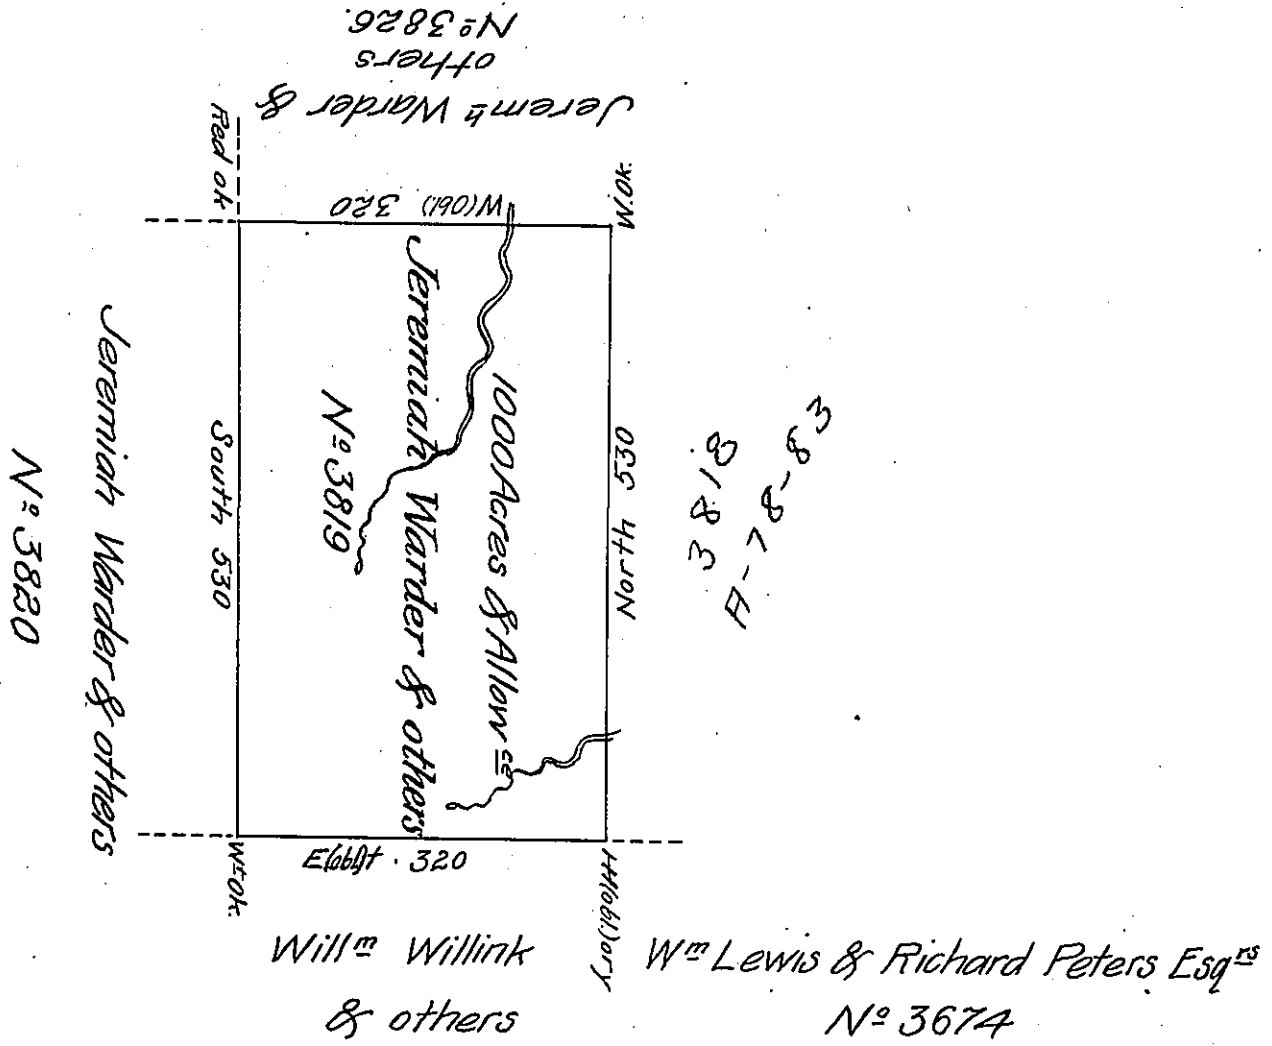 Jerem^h Warder &
others
N^o 3826.
Red ok
W(obl) 320
W.Ok.
Jeremiah Warder & others
N^o 3820
South 530
N^o 3819
Jeremiah Warder & others
1000 Acres & Allow^ce
North 530
3818
A-78-83
W^t Ok.
E(obl)t. 320
H(obl)ory
Will^m Willink
& others
W^m Lewis & Richard Peters Esq^rs
N^o 3674